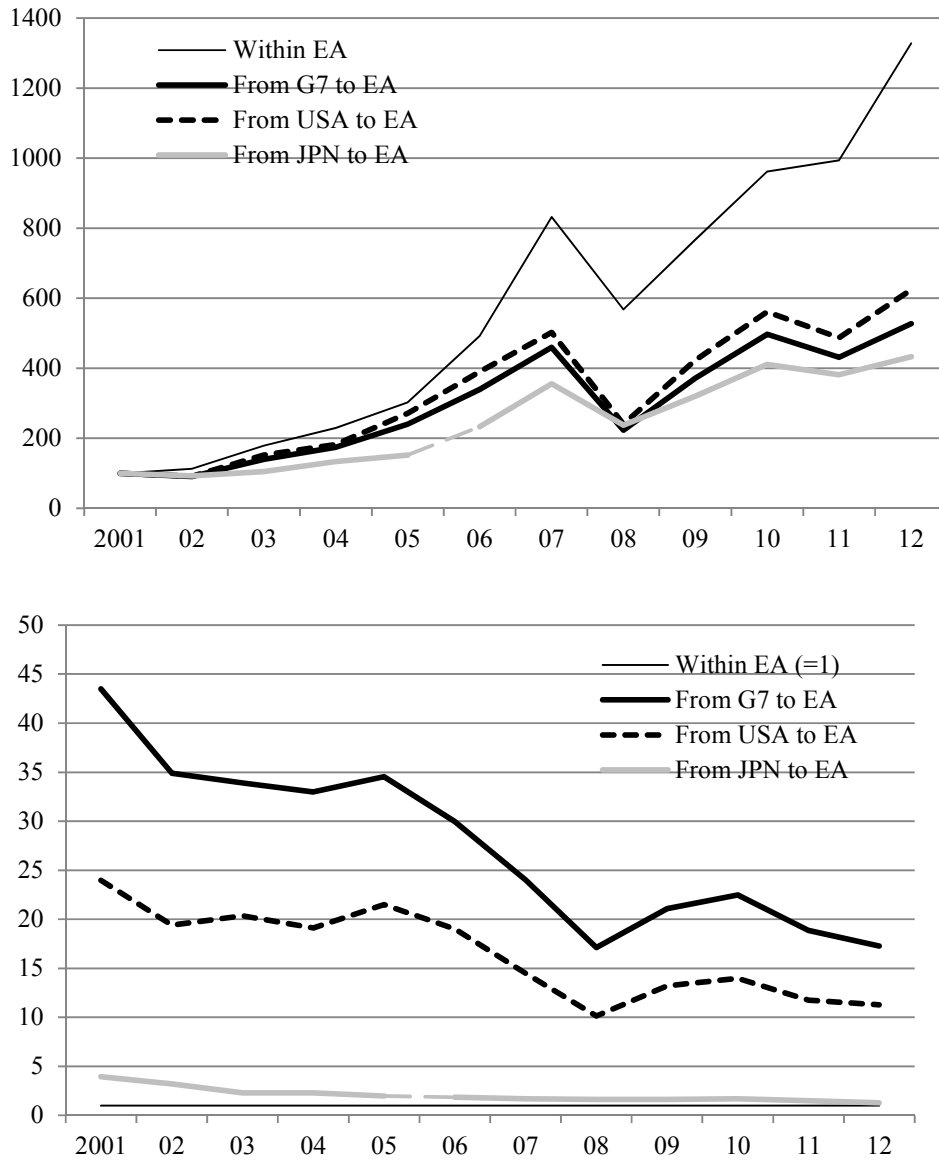 1400
1200
1000
800
600
400
200
0
Within EA
From G7 to EA
From USA to EA
From JPN to EA
2001 02 03 04 05 06 07 08 09 10 11 12
50
45
40
35
30
25
20
15
10
5
0
Within EA (=1)
From G7 to EA
From USA to EA
From JPN to EA
2001 02 03 04 05 06 07 08 09 10 11 12